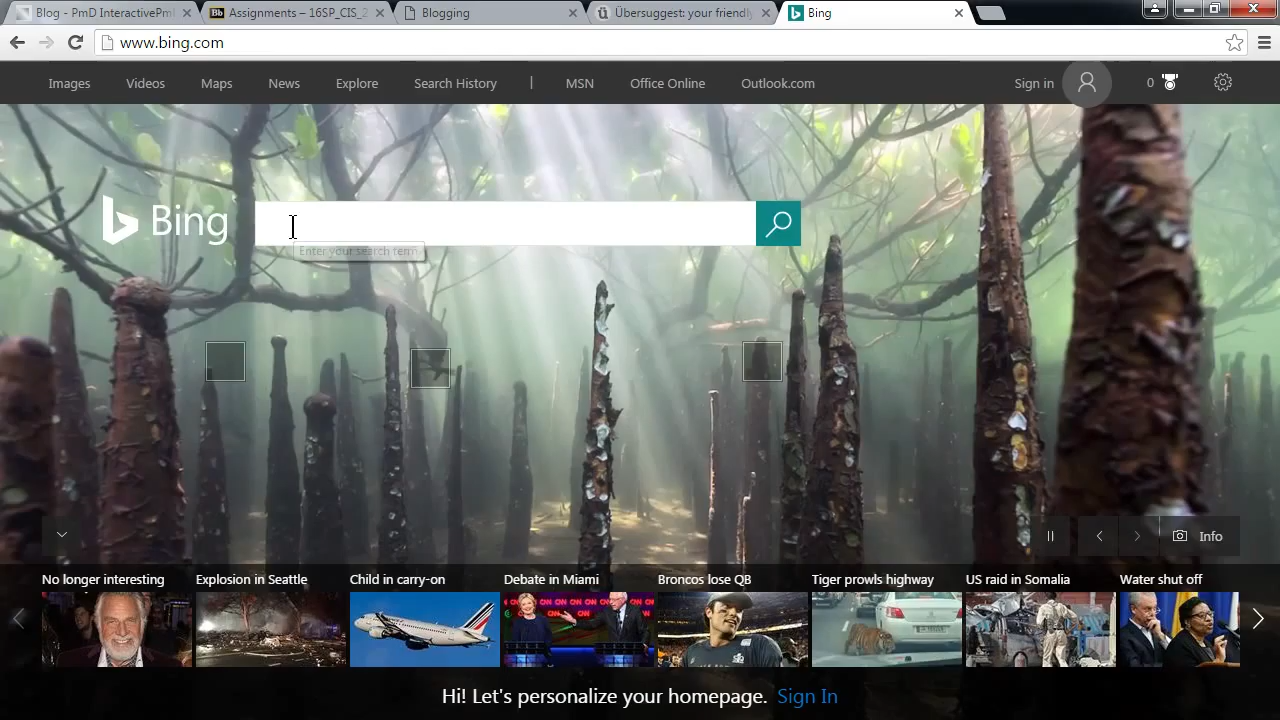 Blog - PmD InteractivePmD
Assignments – 16SP_CIS_2
Blogging
Übersuggest: your friendly
Bing
www.bing.com
Images Videos Maps News Explore Search History | MSN Office Online Outlook.com Sign in 0
Bing
Enter your search term
Info
No longer interesting Explosion in Seattle Child in carry-on Debate in Miami Broncos lose QB Tiger prowls highway US raid in Somalia Water shut off
Hi! Let's personalize your homepage. Sign In